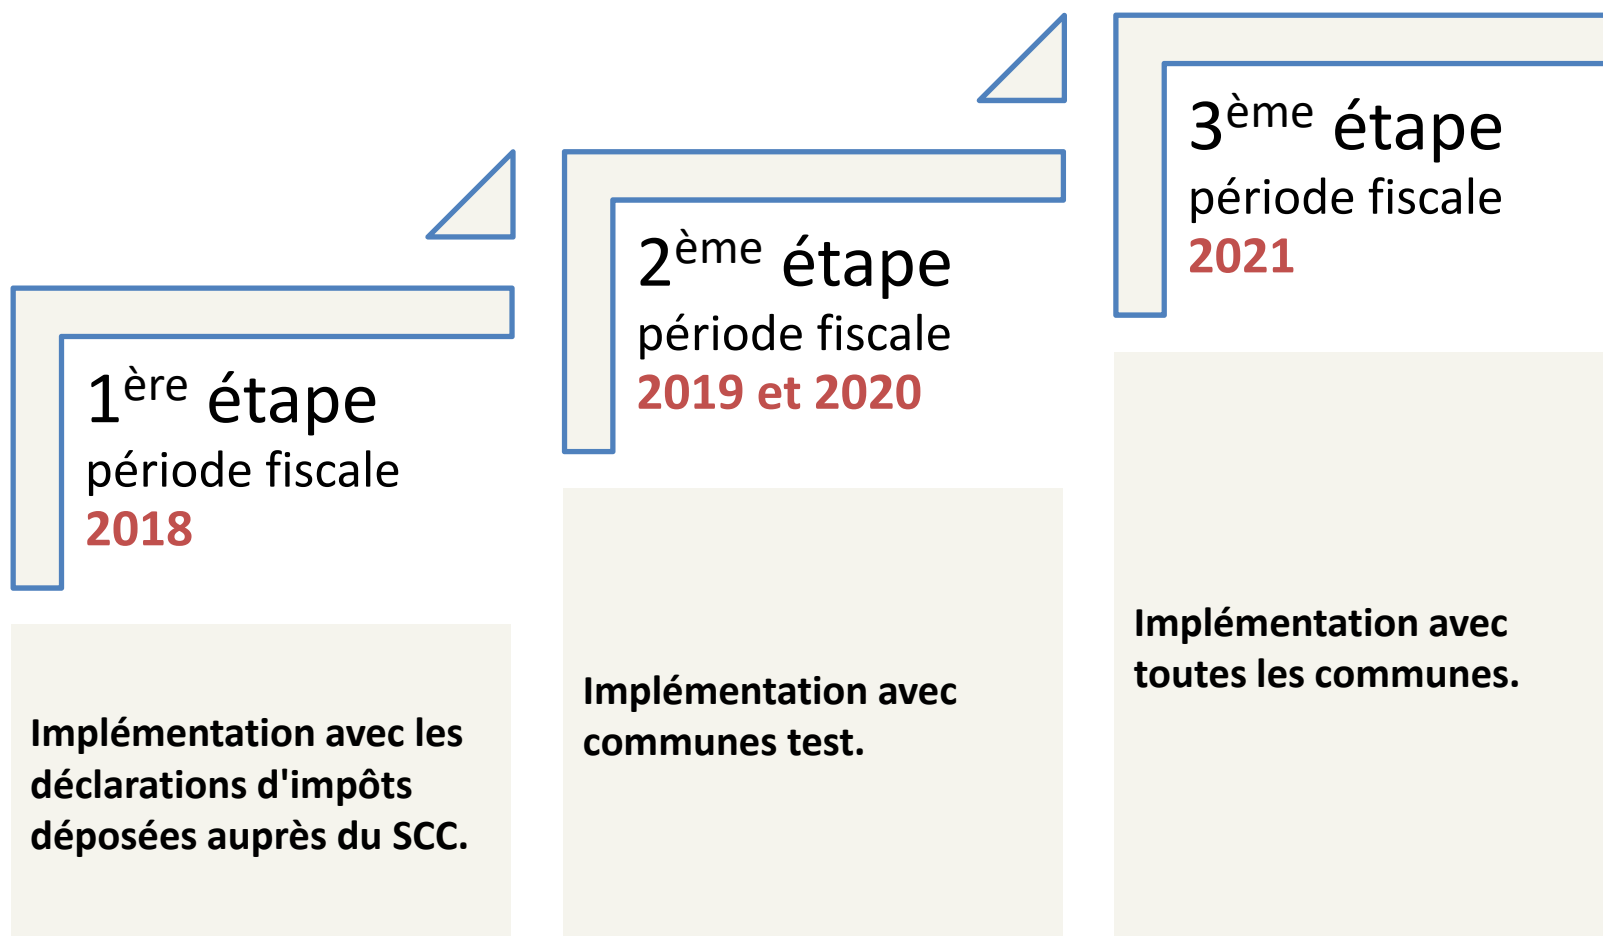 1ère étape
période fiscale
2018
Implémentation avec les
déclarations d'impôts
déposées auprès du SCC.
2ème étape
période fiscale
2019 et 2020
Implémentation avec
communes test.
3ème étape
période fiscale
2021
Implémentation avec
toutes les communes.